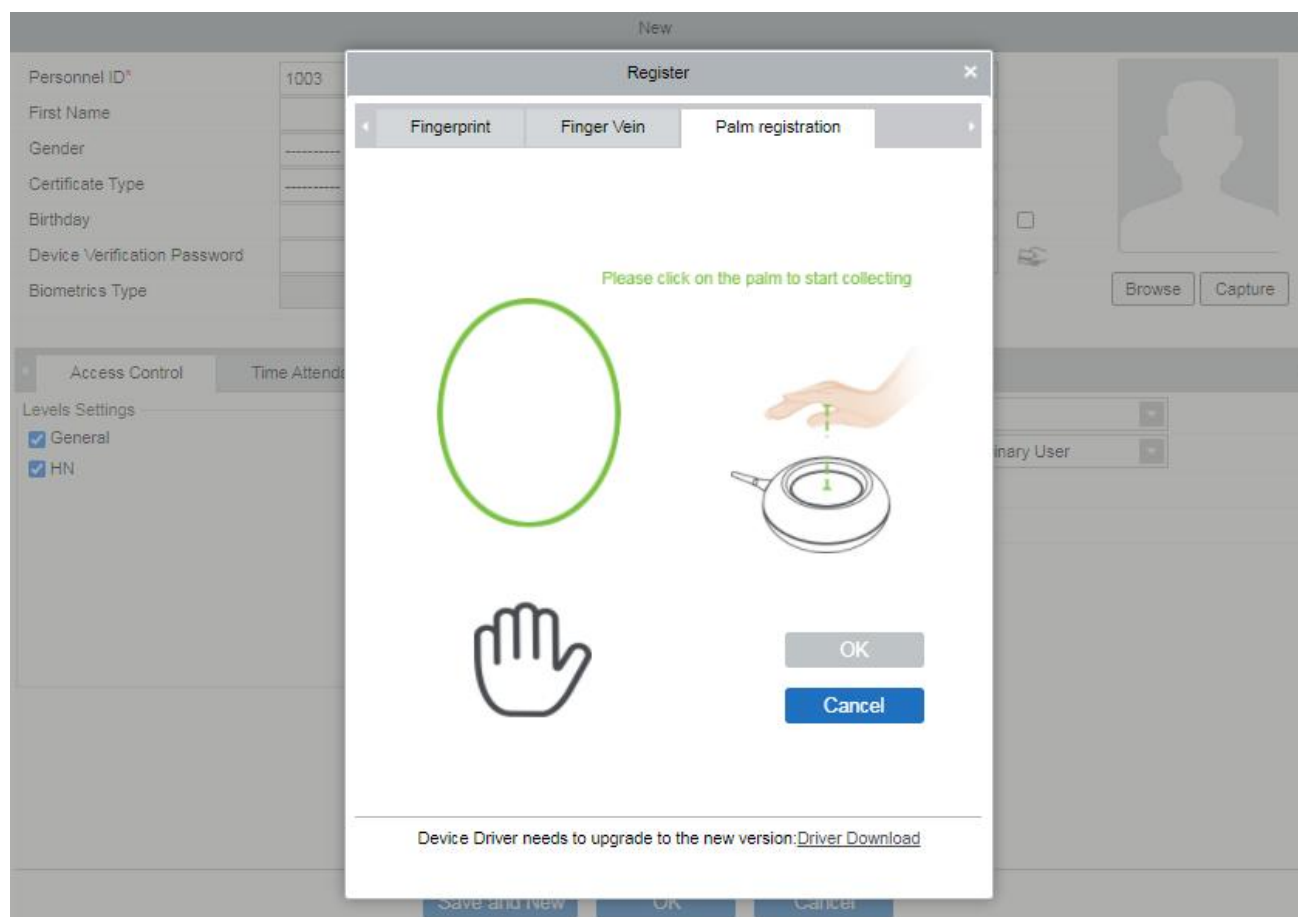 New
Register ×
Personnel ID* 1003
Fingerprint Finger Vein Palm registration
First Name
Gender ----------
Certificate Type ----------
Birthday
Device Verification Password
Please click on the palm to start collecting
Biometrics Type
Browse Capture
Access Control Time Attend
Levels Settings
General
inary User
HN
OK
Cancel
Device Driver needs to upgrade to the new version:Driver Download
Save and New OK Cancel